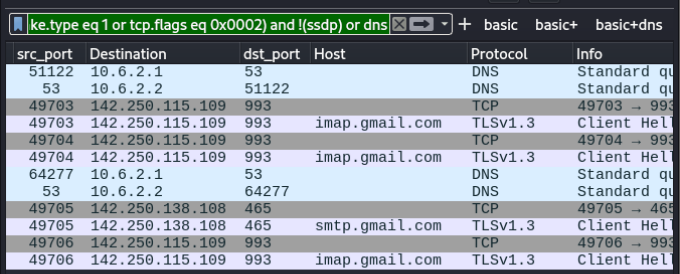 ke.type eq 1 or tcp.flags eq 0x0002) and !(ssdp) or dns + basic basic+ basic+dns
src_port Destination dst_port Host Protocol Info
51122 10.6.2.1 53 DNS Standard qu
53 10.6.2.2 51122 DNS Standard qu
49703 142.250.115.109 993 TCP 49703 → 993
49703 142.250.115.109 993 imap.gmail.com TLSv1.3 Client Hell
49704 142.250.115.109 993 TCP 49704 → 993
49704 142.250.115.109 993 imap.gmail.com TLSv1.3 Client Hell
64277 10.6.2.1 53 DNS Standard qu
53 10.6.2.2 64277 DNS Standard qu
49705 142.250.138.108 465 TCP 49705 → 465
49705 142.250.138.108 465 smtp.gmail.com TLSv1.3 Client Hell
49706 142.250.115.109 993 TCP 49706 → 993
49706 142.250.115.109 993 imap.gmail.com TLSv1.3 Client Hell